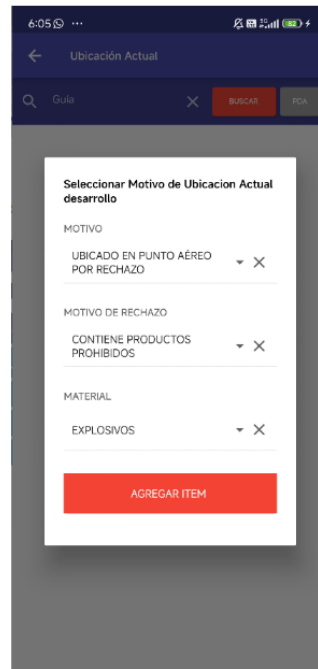 6:05
82
Ubicación Actual
Guía
BUSCAR
PDA
Seleccionar Motivo de Ubicacion Actual
desarrollo
MOTIVO
UBICADO EN PUNTO AÉREO
POR RECHAZO
MOTIVO DE RECHAZO
CONTIENE PRODUCTOS
PROHIBIDOS
MATERIAL
EXPLOSIVOS
AGREGAR ITEM